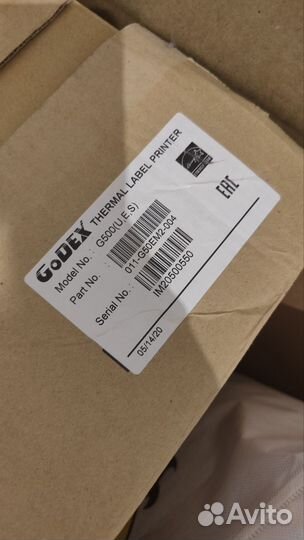 GoDEX THERMAL LABEL PRINTER
Model No.: G500(U,E,S)
Part No.:
011-G50EM2-004
Serial No.:
IM20500550
05/14/20
EAC
Avito